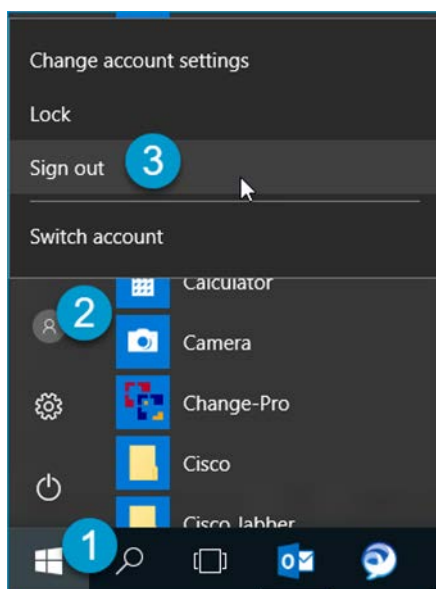 Change account settings
Lock
Sign out 3
Switch account
Calculator
2
Camera
Change-Pro
Cisco
Cisco Jabber
1